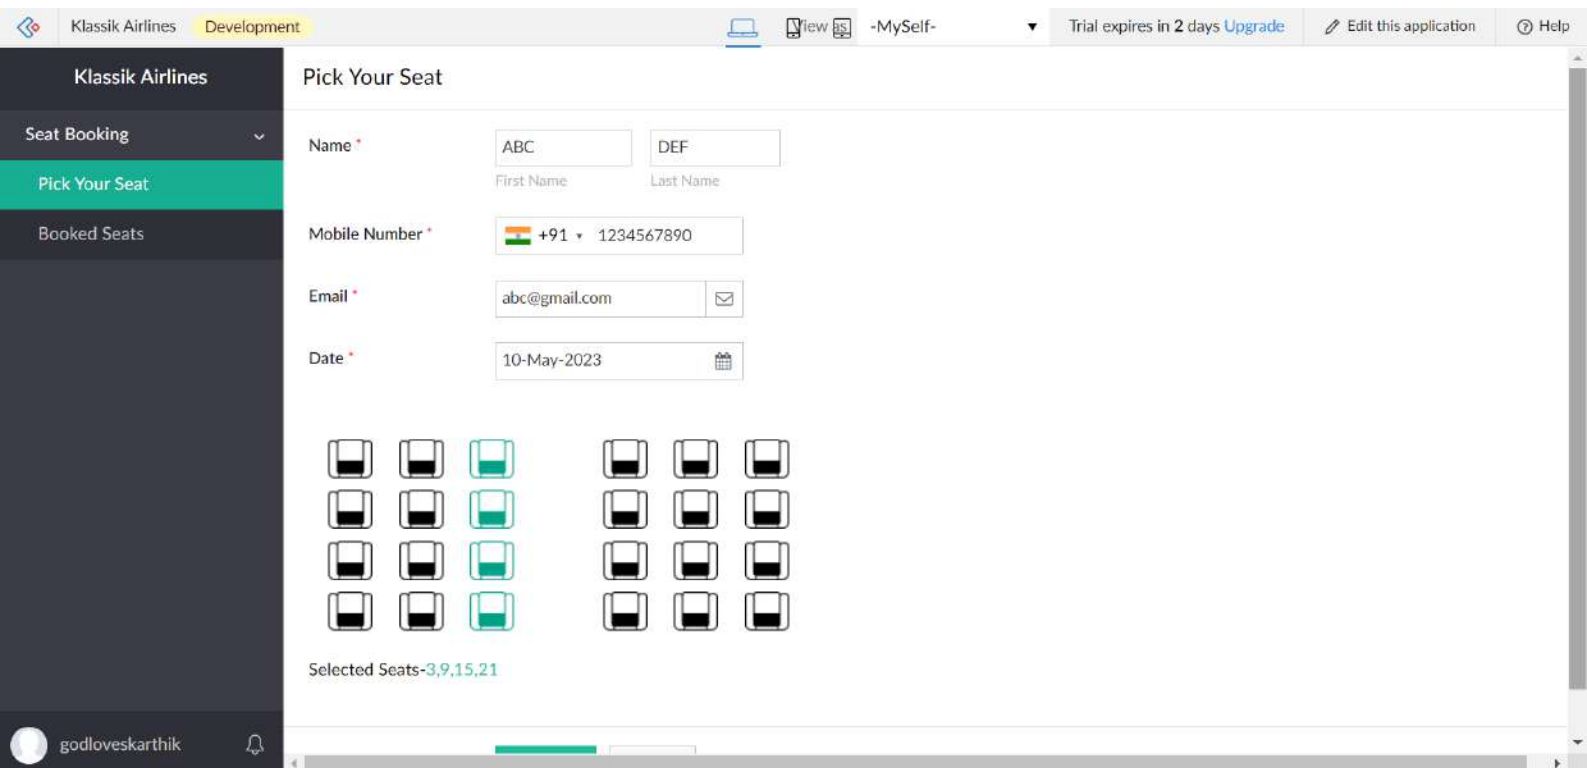 Klassik Airlines Development View as -MySelf- Trial expires in 2 days Upgrade Edit this application Help
Klassik Airlines
Pick Your Seat
Seat Booking
Pick Your Seat
Booked Seats
Name *
ABC
DEF
First Name
Last Name
Mobile Number *
+91 1234567890
Email *
abc@gmail.com
Date *
10-May-2023
Selected Seats-3,9,15,21
godloveskarthik